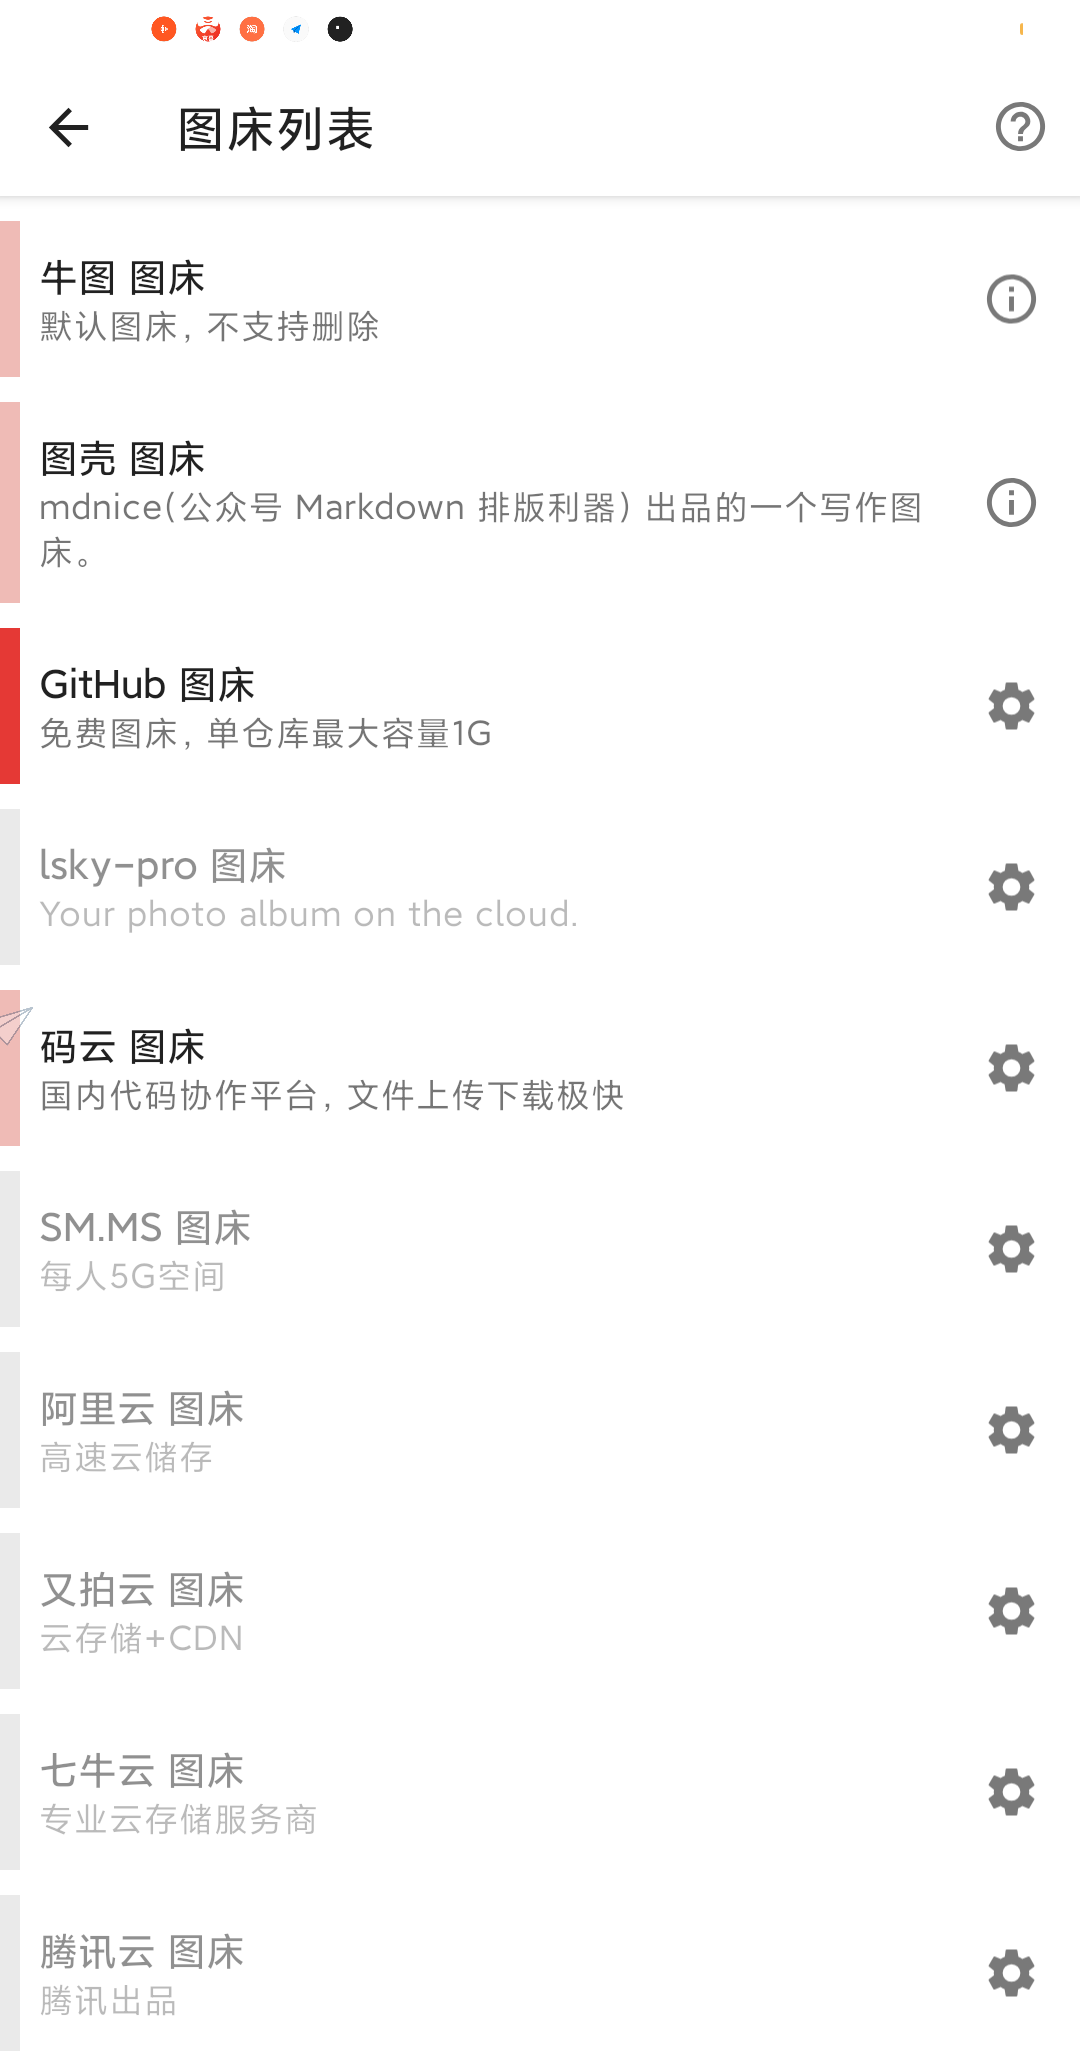 图床列表
牛图 图床
默认图床, 不支持删除
图壳 图床
mdnice(公众号 Markdown 排版利器) 出品的一个写作图
床。
GitHub 图床
免费图床, 单仓库最大容量1G
lsky-pro 图床
Your photo album on the cloud.
码云 图床
国内代码协作平台, 文件上传下载极快
SM.MS 图床
每人5G空间
阿里云 图床
高速云储存
又拍云 图床
云存储+CDN
七牛云 图床
专业云存储服务商
腾讯云 图床
腾讯出品